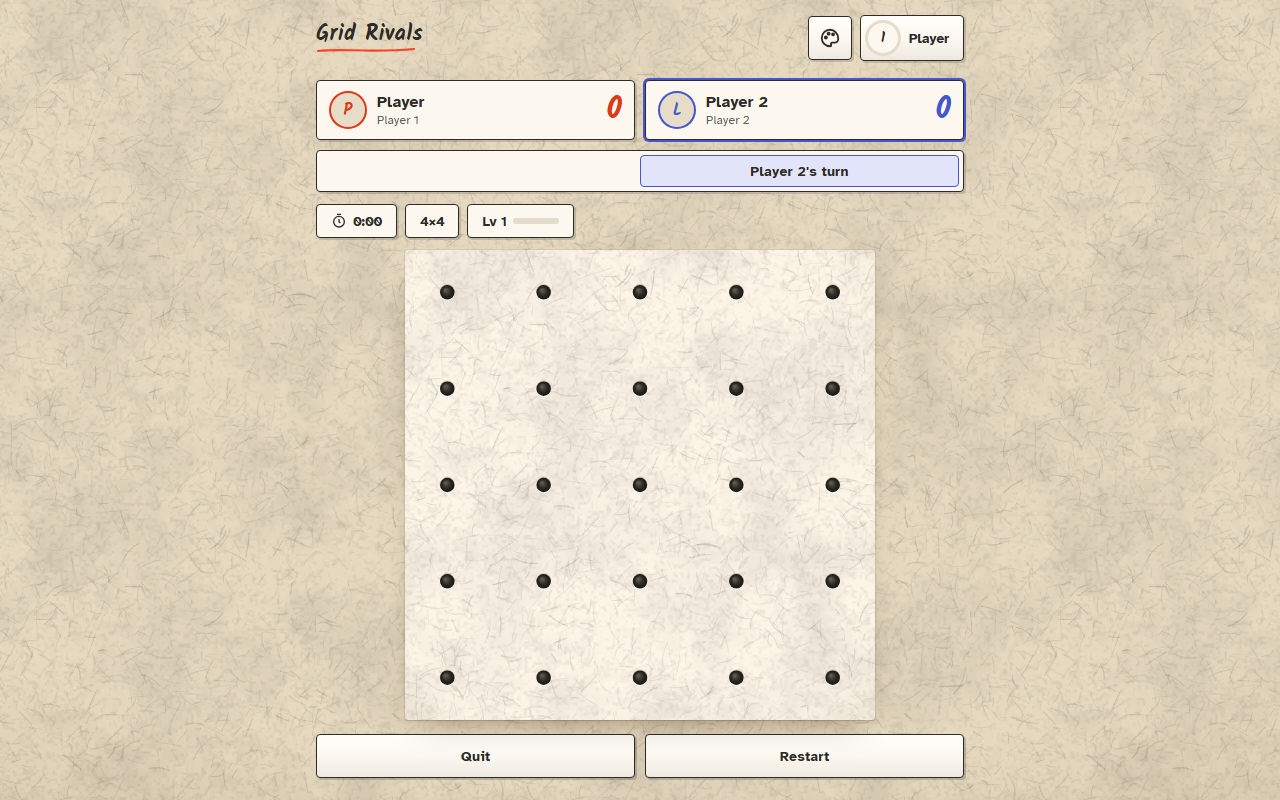 Grid Rivals
Player
P
Player
Player 1
0
L
Player 2
Player 2
0
Player 2's turn
0:00
4×4
Lv 1
Quit
Restart